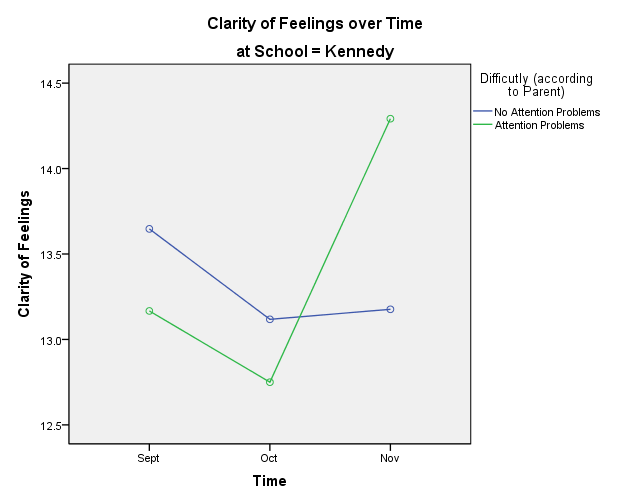 Clarity of Feelings over Time
at School = Kennedy
Difficutly (according
to Parent)
No Attention Problems
Attention Problems
Clarity of Feelings
14.5
14.0
13.5
13.0
12.5
Sept
Oct
Nov
Time